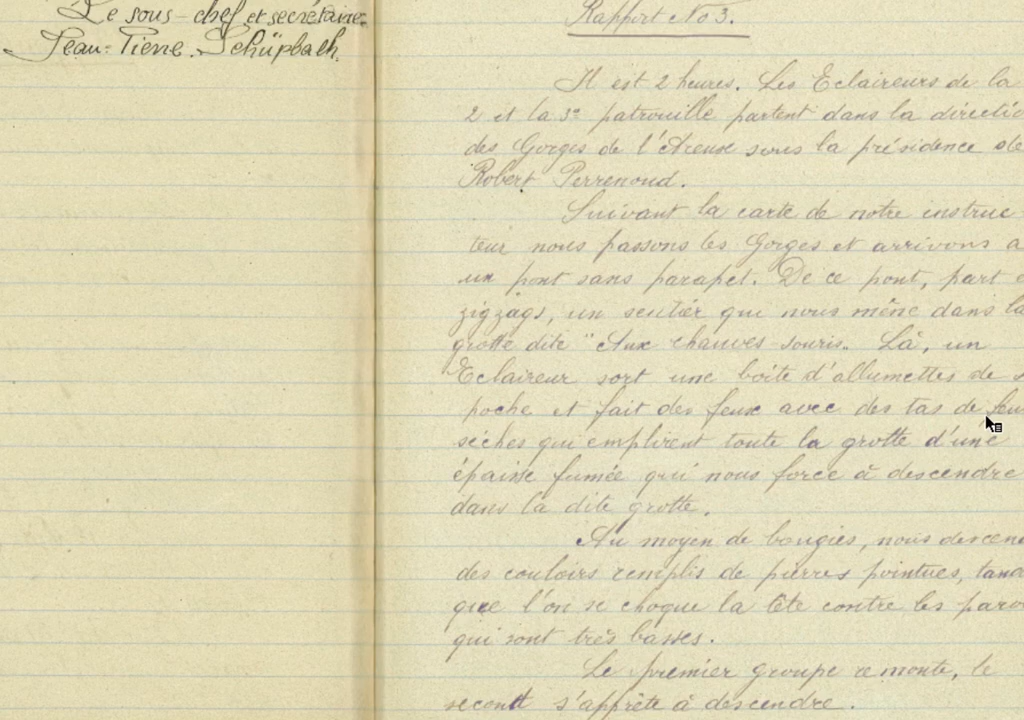 Le sous-chef et secrétaire:
Jean-Pierre Schüpbach.
Rapport No 3.
Il est 2 heures. Les Eclaireurs de la
2 et la 3e patrouille partent dans la directio
des Gorges de l'Areuse sous la présidence de
Robert Perrenoud.
Suivant la carte de notre instruc-
teur nous passons les Gorges et arrivons a
un pont sans parapet. De ce pont, part e
zigzags, un sentier qui nous mène dans la
grotte dite "Aux chauves-souris". Là, un
Eclaireur sort une boîte d'allumettes de s
poche et fait des feux avec des tas de feui
sèches qui emplirent toute la grotte d'une
épaisse fumée qui nous force à descendre
dans la dite grotte.
Au moyen de bougies, nous descend
des couloirs remplis de pierres pointues, tand
que l'on se choque la tête contre les paro
qui sont très basses.
Le premier groupe remonte, le
second s'apprête à descendre.